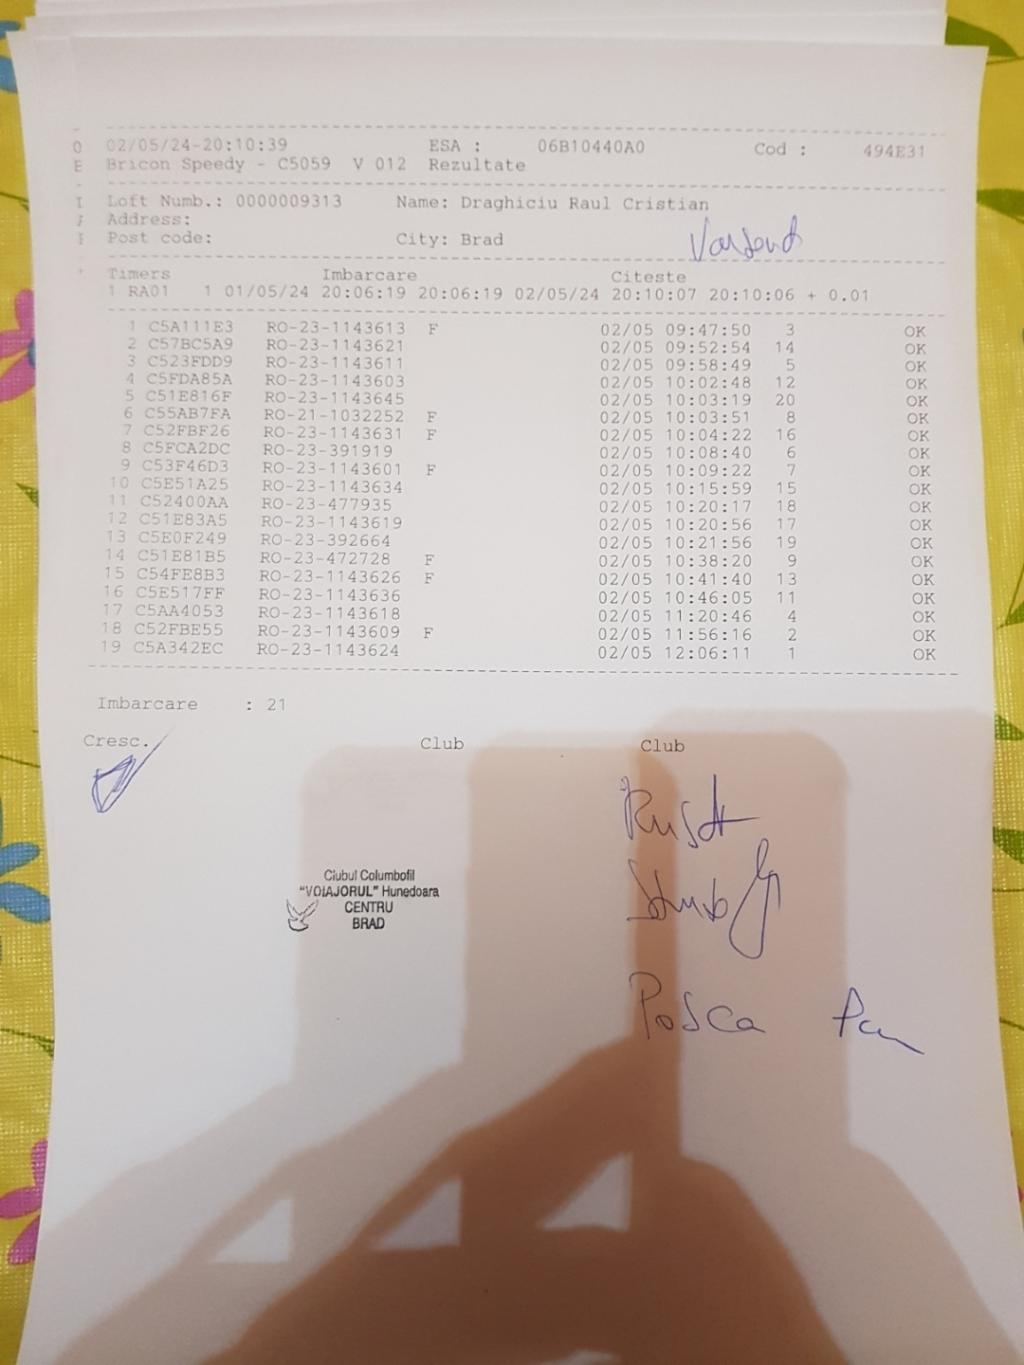 02/05/24-20:10:39 ESA : 06B10440A0 Cod : 494E31
Bricon Speedy - C5059 V 012 Rezultate
Loft Numb.: 0000009313 Name: Draghiciu Raul Cristian
Address:
Post code: City: Brad
Timers Imbarcare Citeste
1 RA01 1 01/05/24 20:06:19 20:06:19 02/05/24 20:10:07 20:10:06 + 0.01
1 C5A111E3 RO-23-1143613 F 02/05 09:47:50 3 OK
2 C57BC5A9 RO-23-1143621 02/05 09:52:54 14 OK
3 C523FDD9 RO-23-1143611 02/05 09:58:49 5 OK
4 C5FDA85A RO-23-1143603 02/05 10:02:48 12 OK
5 C51E816F RO-23-1143645 02/05 10:03:19 20 OK
6 C55AB7FA RO-21-1032252 F 02/05 10:03:51 8 OK
7 C52FBF26 RO-23-1143631 F 02/05 10:04:22 16 OK
8 C5FCA2DC RO-23-391919 02/05 10:08:40 6 OK
9 C53F46D3 RO-23-1143601 F 02/05 10:09:22 7 OK
10 C5E51A25 RO-23-1143634 02/05 10:15:59 15 OK
11 C52400AA RO-23-477935 02/05 10:20:17 18 OK
12 C51E83A5 RO-23-1143619 02/05 10:20:56 17 OK
13 C5E0F249 RO-23-392664 02/05 10:21:56 19 OK
14 C51E81B5 RO-23-472728 F 02/05 10:38:20 9 OK
15 C54FE8B3 RO-23-1143626 F 02/05 10:41:40 13 OK
16 C5E517FF RO-23-1143636 02/05 10:46:05 11 OK
17 C5AA4053 RO-23-1143618 02/05 11:20:46 4 OK
18 C52FBE55 RO-23-1143609 F 02/05 11:56:16 2 OK
19 C5A342EC RO-23-1143624 02/05 12:06:11 1 OK
Imbarcare : 21
Cresc. Club Club
Clubul Columbofil
"VOIAJORUL" Hunedoara
CENTRU
BRAD
Posca